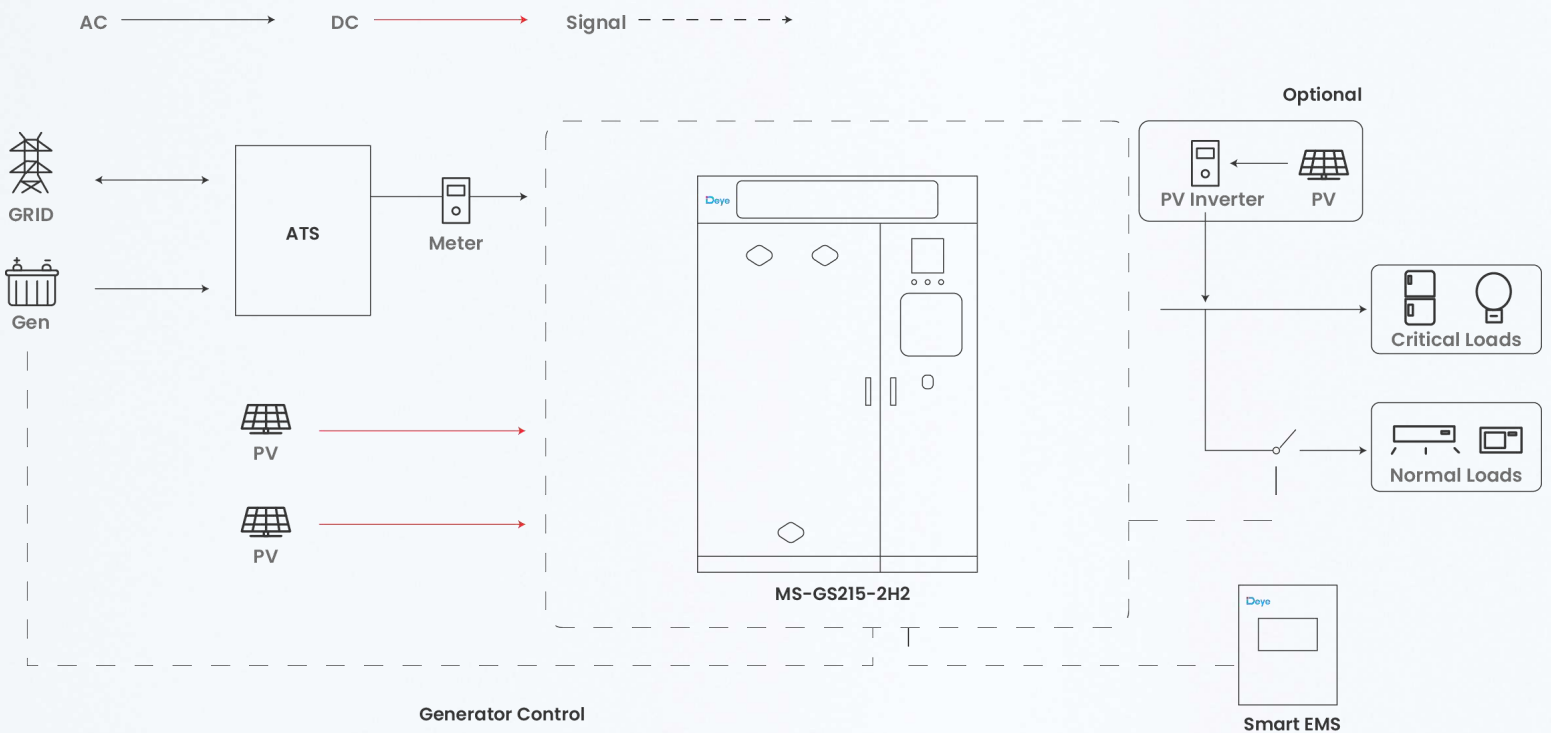 AC
DC
Signal
Optional
GRID
ATS
Meter
Deye
PV Inverter
PV
Gen
Critical Loads
PV
Normal Loads
PV
MS-GS215-2H2
Deye
Generator Control
Smart EMS